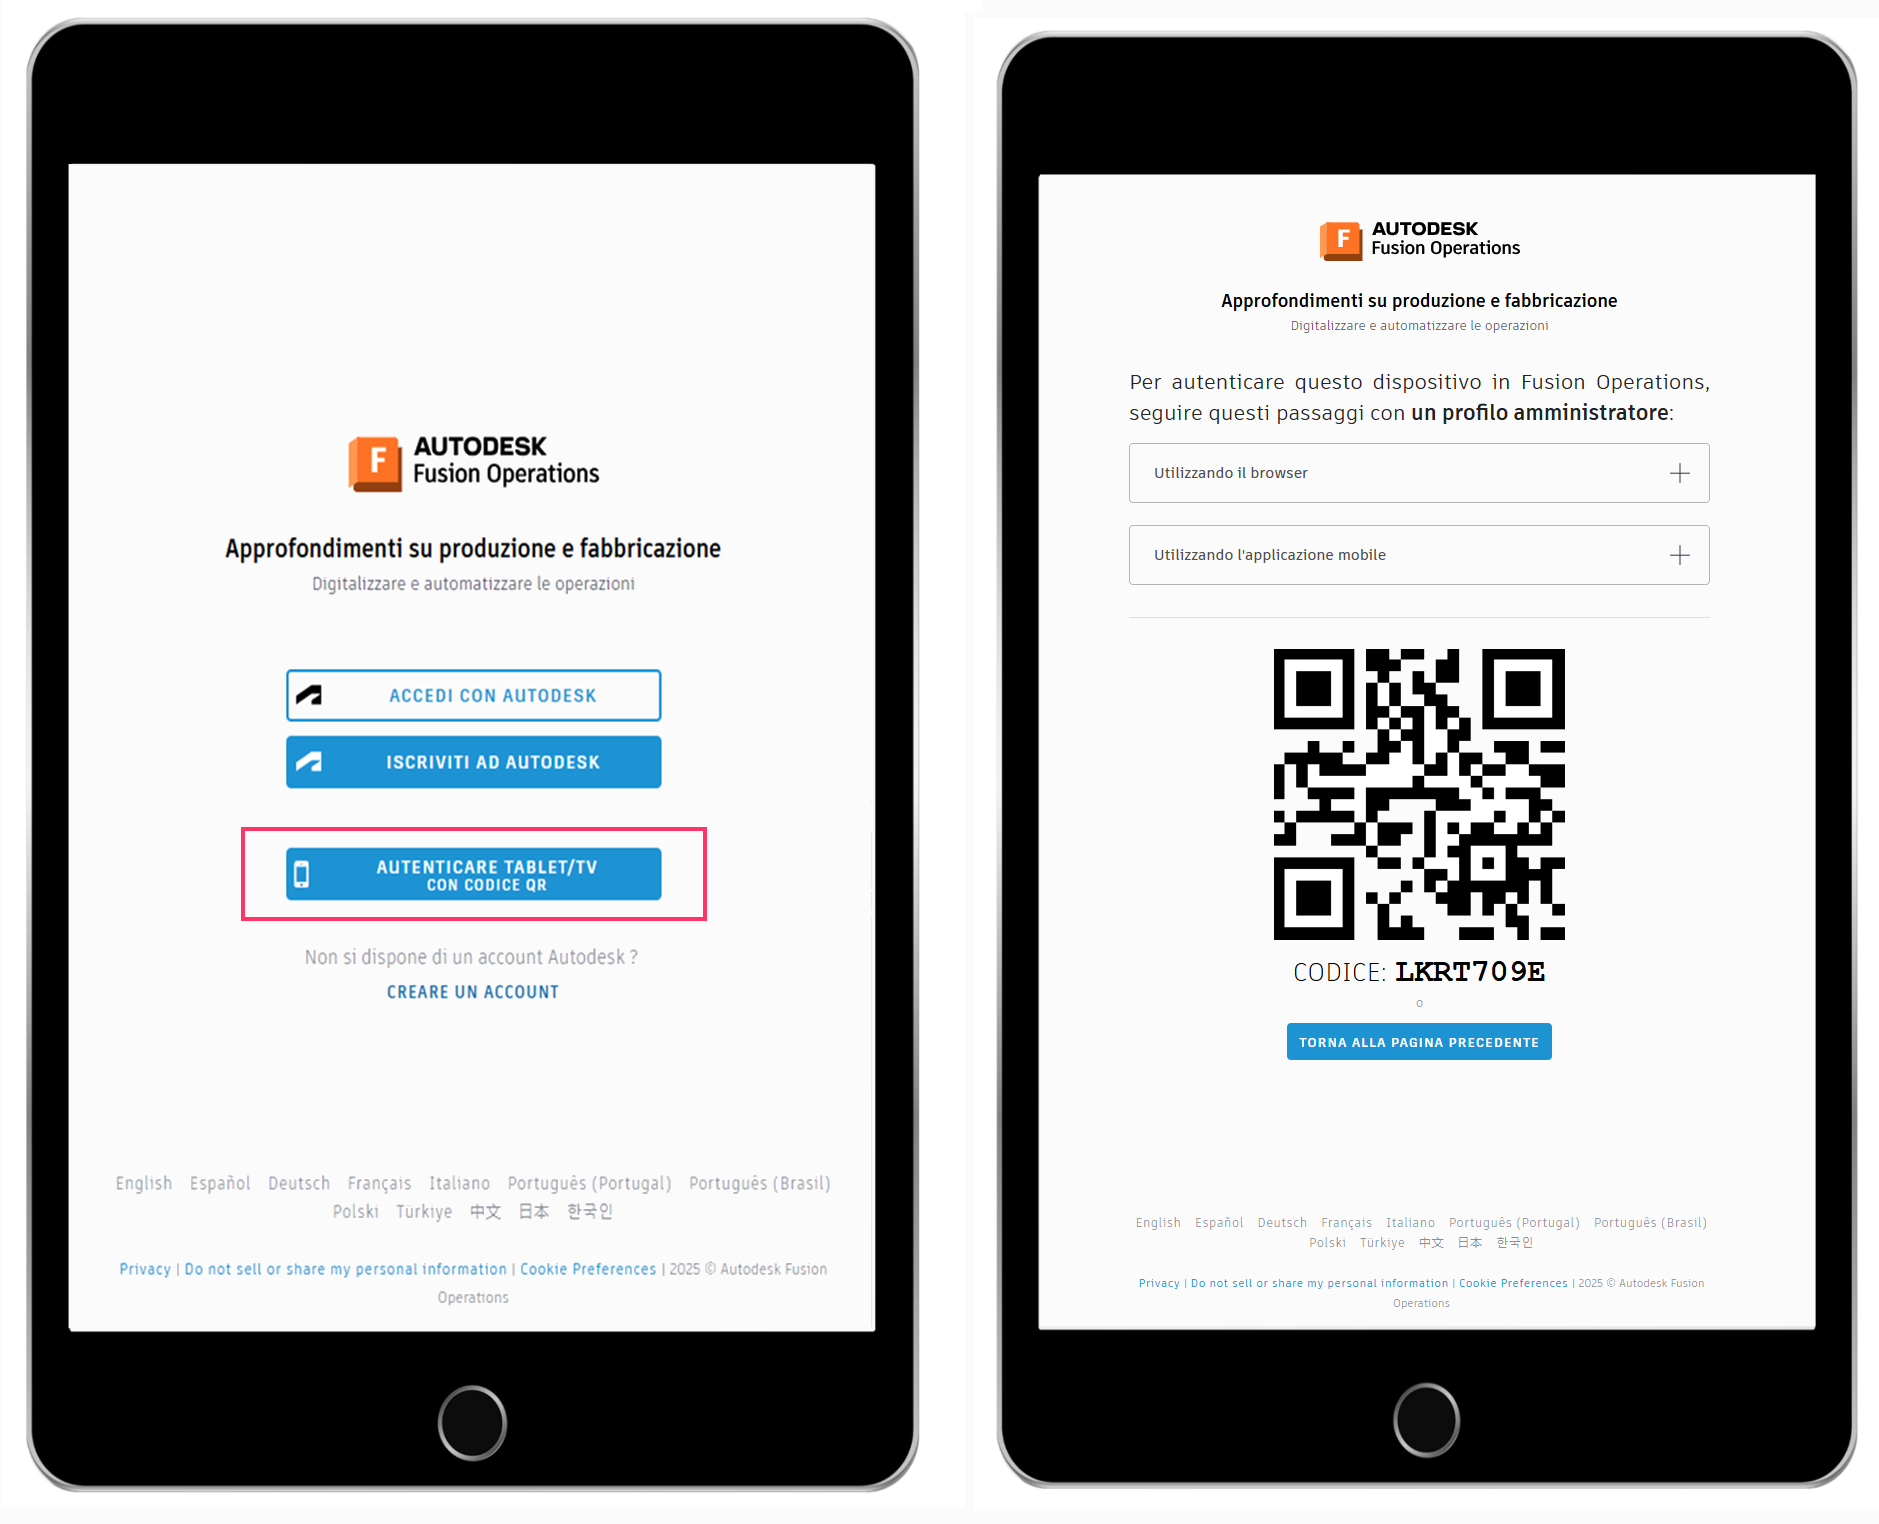 F
AUTODESK
Fusion Operations
Approfondimenti su produzione e fabbricazione
Digitalizzare e automatizzare le operazioni
ACCEDI CON AUTODESK
ISCRIVITI AD AUTODESK
AUTENTICARE TABLET/TV
CON CODICE QR
Non si dispone di un account Autodesk ?
CREARE UN ACCOUNT
English Español Deutsch Français Italiano Português (Portugal) Português (Brasil)
Polski Türkiye 中文 日本 한국인
Privacy | Do not sell or share my personal information | Cookie Preferences | 2025 © Autodesk Fusion
Operations
F
AUTODESK
Fusion Operations
Approfondimenti su produzione e fabbricazione
Digitalizzare e automatizzare le operazioni
Per autenticare questo dispositivo in Fusion Operations,
seguire questi passaggi con un profilo amministratore:
Utilizzando il browser
Utilizzando l'applicazione mobile
CODICE: LKRT709E
o
TORNA ALLA PAGINA PRECEDENTE
English Español Deutsch Français Italiano Português (Portugal) Português (Brasil)
Polski Türkiye 中文 日本 한국인
Privacy | Do not sell or share my personal information | Cookie Preferences | 2025 © Autodesk Fusion
Operations